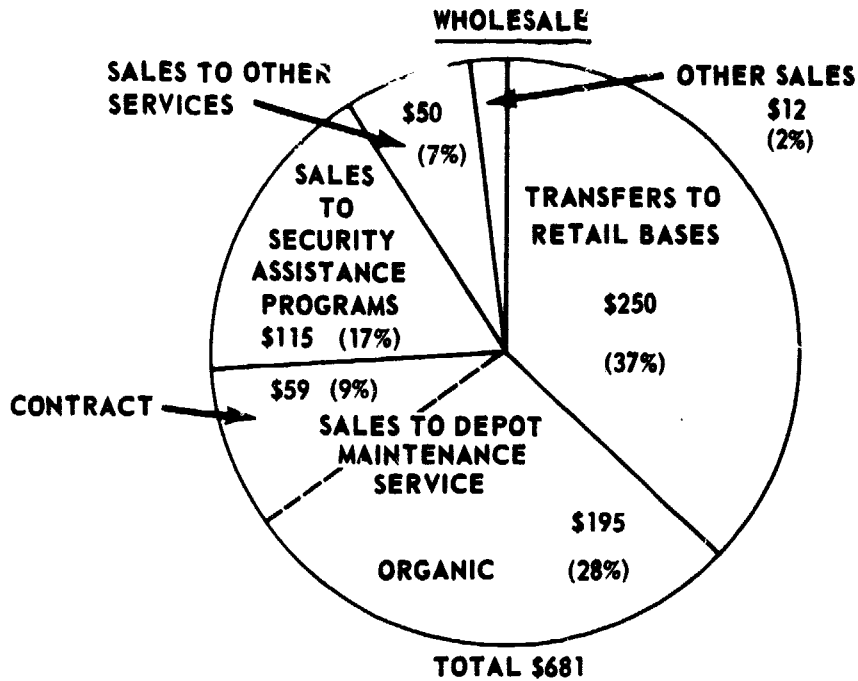 WHOLESALE
SALES TO OTHER
SERVICES
$50
(7%)
OTHER SALES
$12
(2%)
TRANSFERS TO
RETAIL BASES
$250
(37%)
SALES
TO
SECURITY
ASSISTANCE
PROGRAMS
$115 (17%)
CONTRACT
$59 (9%)
SALES TO DEPOT
MAINTENANCE
SERVICE
$195
ORGANIC (28%)
TOTAL $681